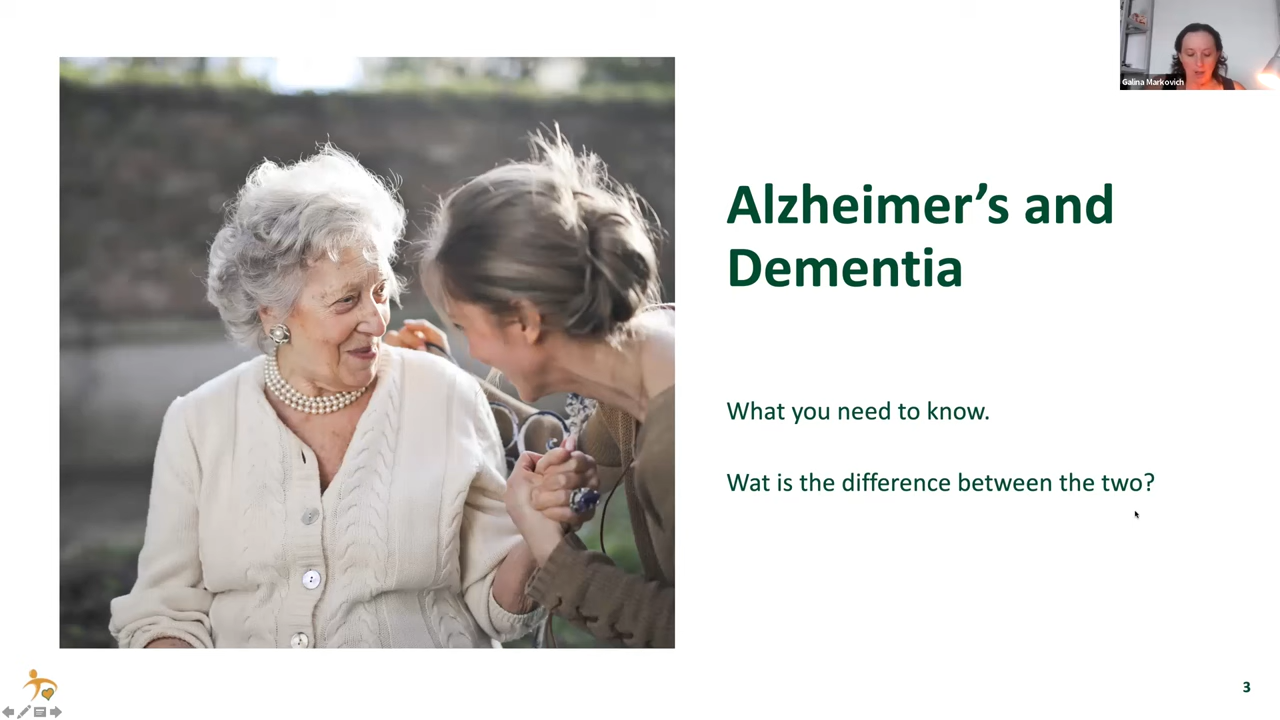 Galina Markovich
Alzheimer’s and
Dementia
What you need to know.
Wat is the difference between the two?
3